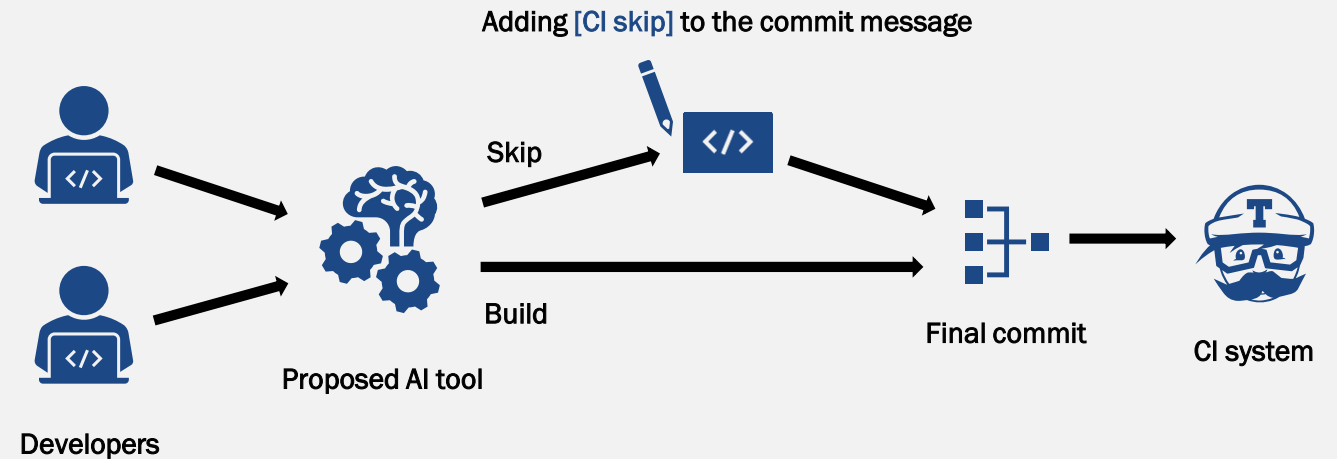 Adding [CI skip] to the commit message
</>
Skip
</>
</>
T
Build
Final commit
CI system
Proposed AI tool
Developers